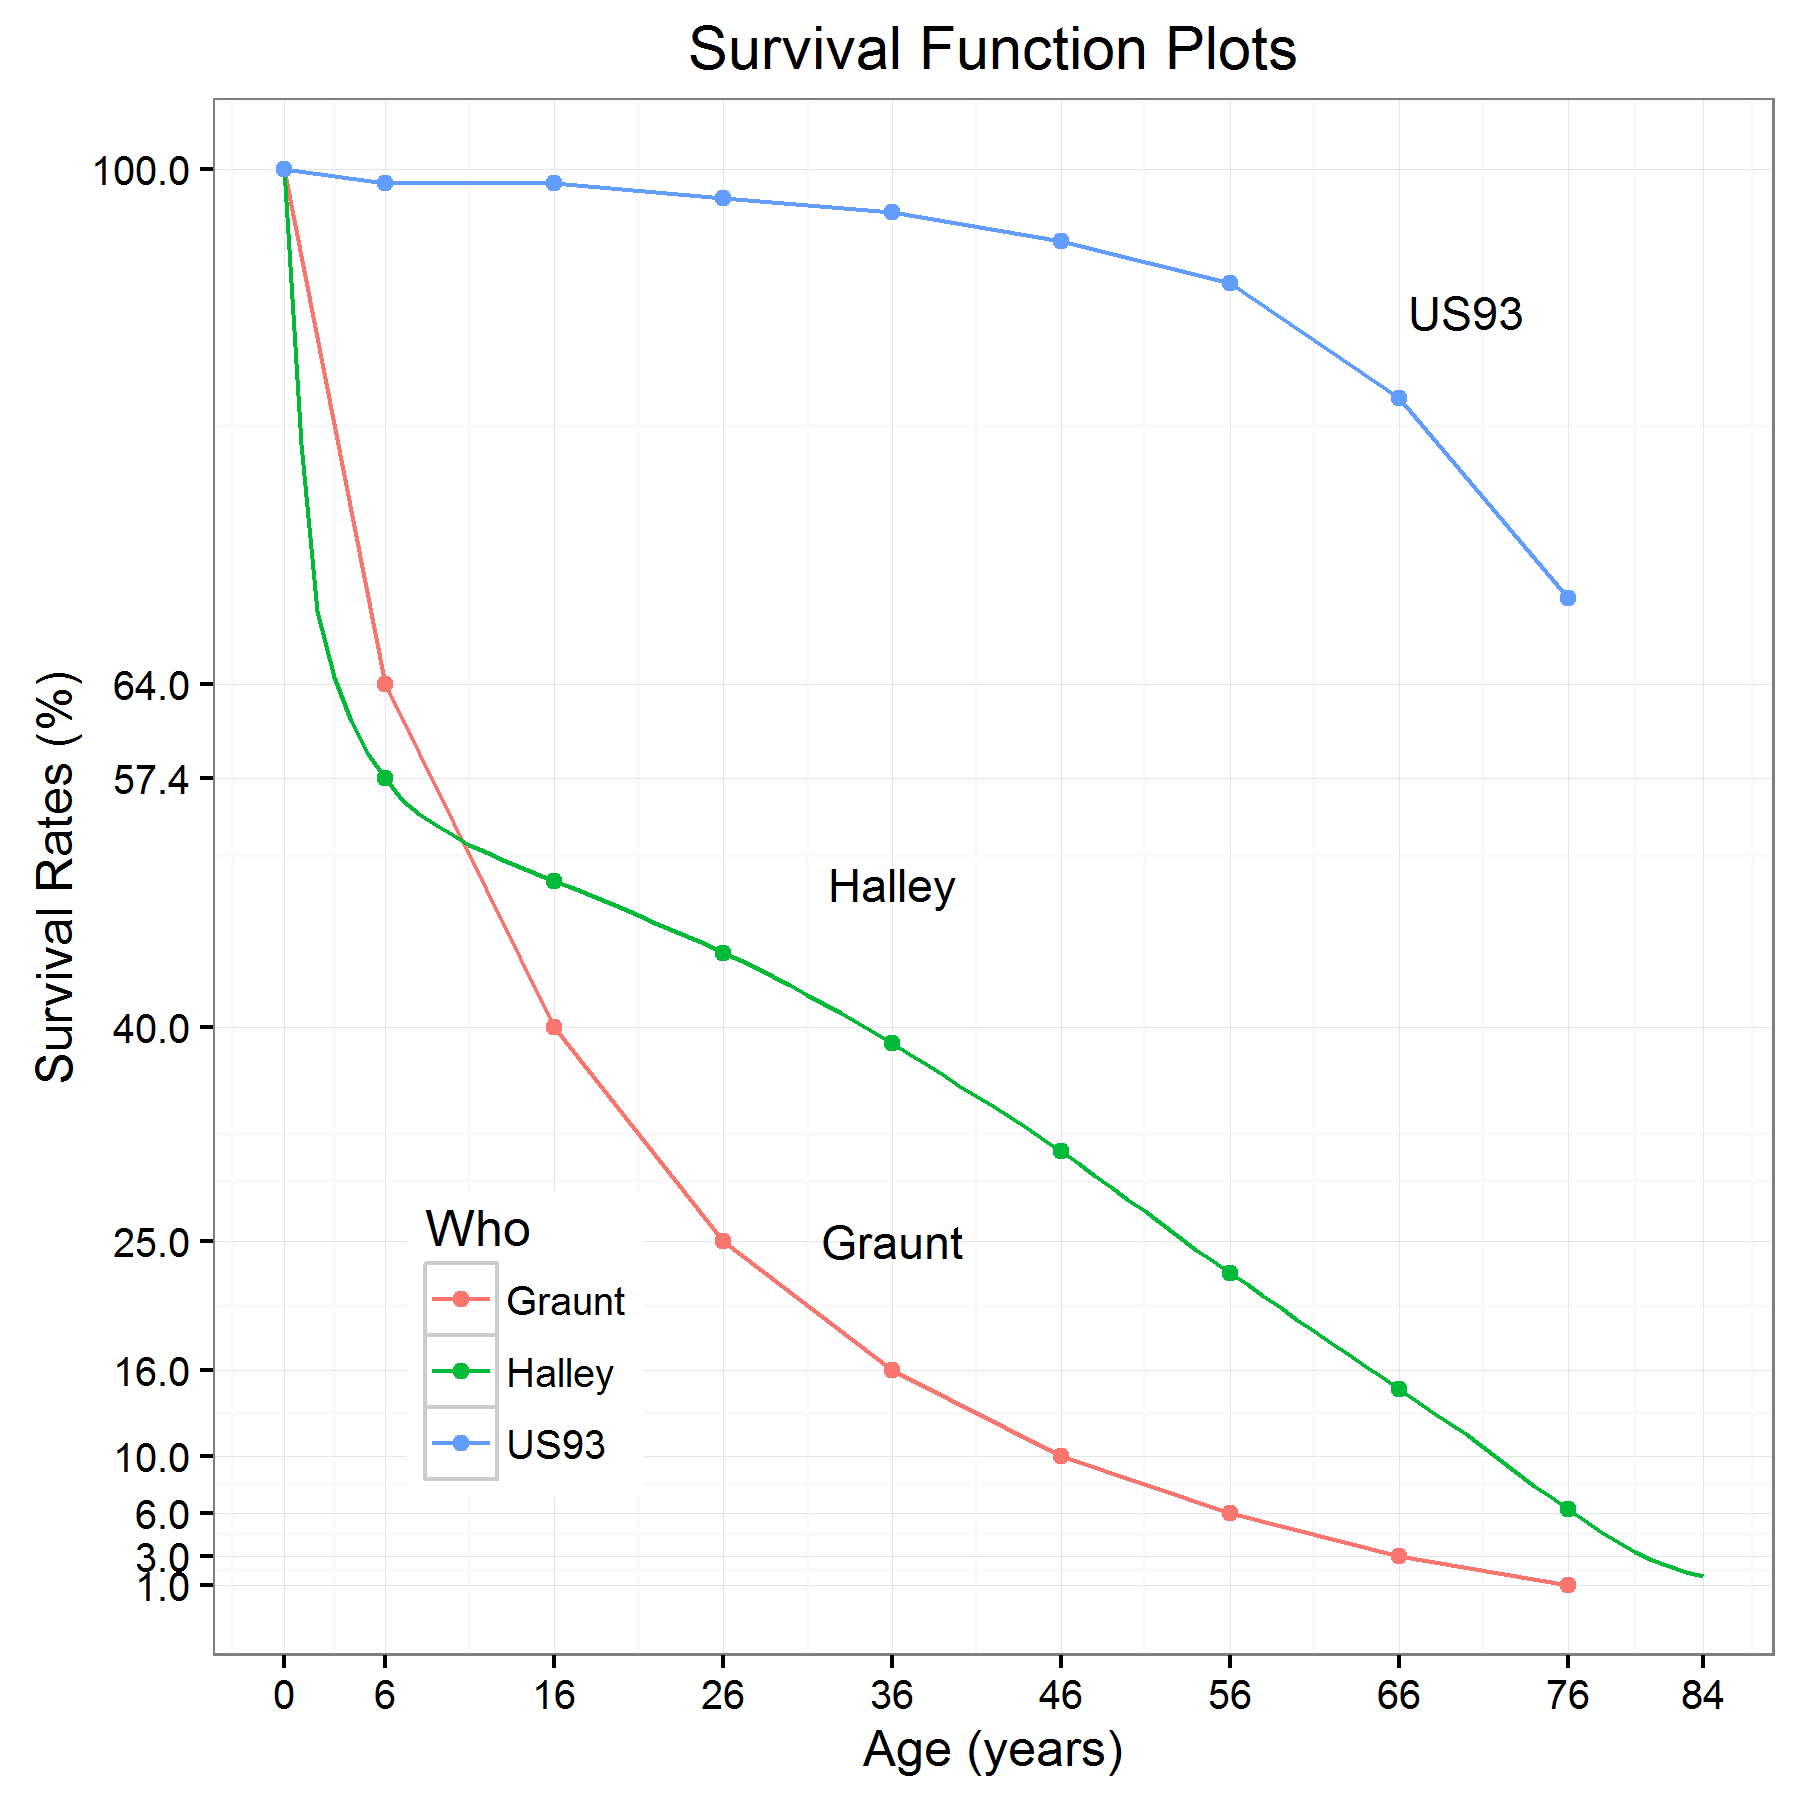 Survival Function Plots
100.0
64.0
57.4
40.0
25.0
16.0
10.0
6.0
3.0
1.0
Survival Rates (%)
US93
Halley
Graunt
Who
Graunt
Halley
US93
0 6 16 26 36 46 56 66 76 84
Age (years)